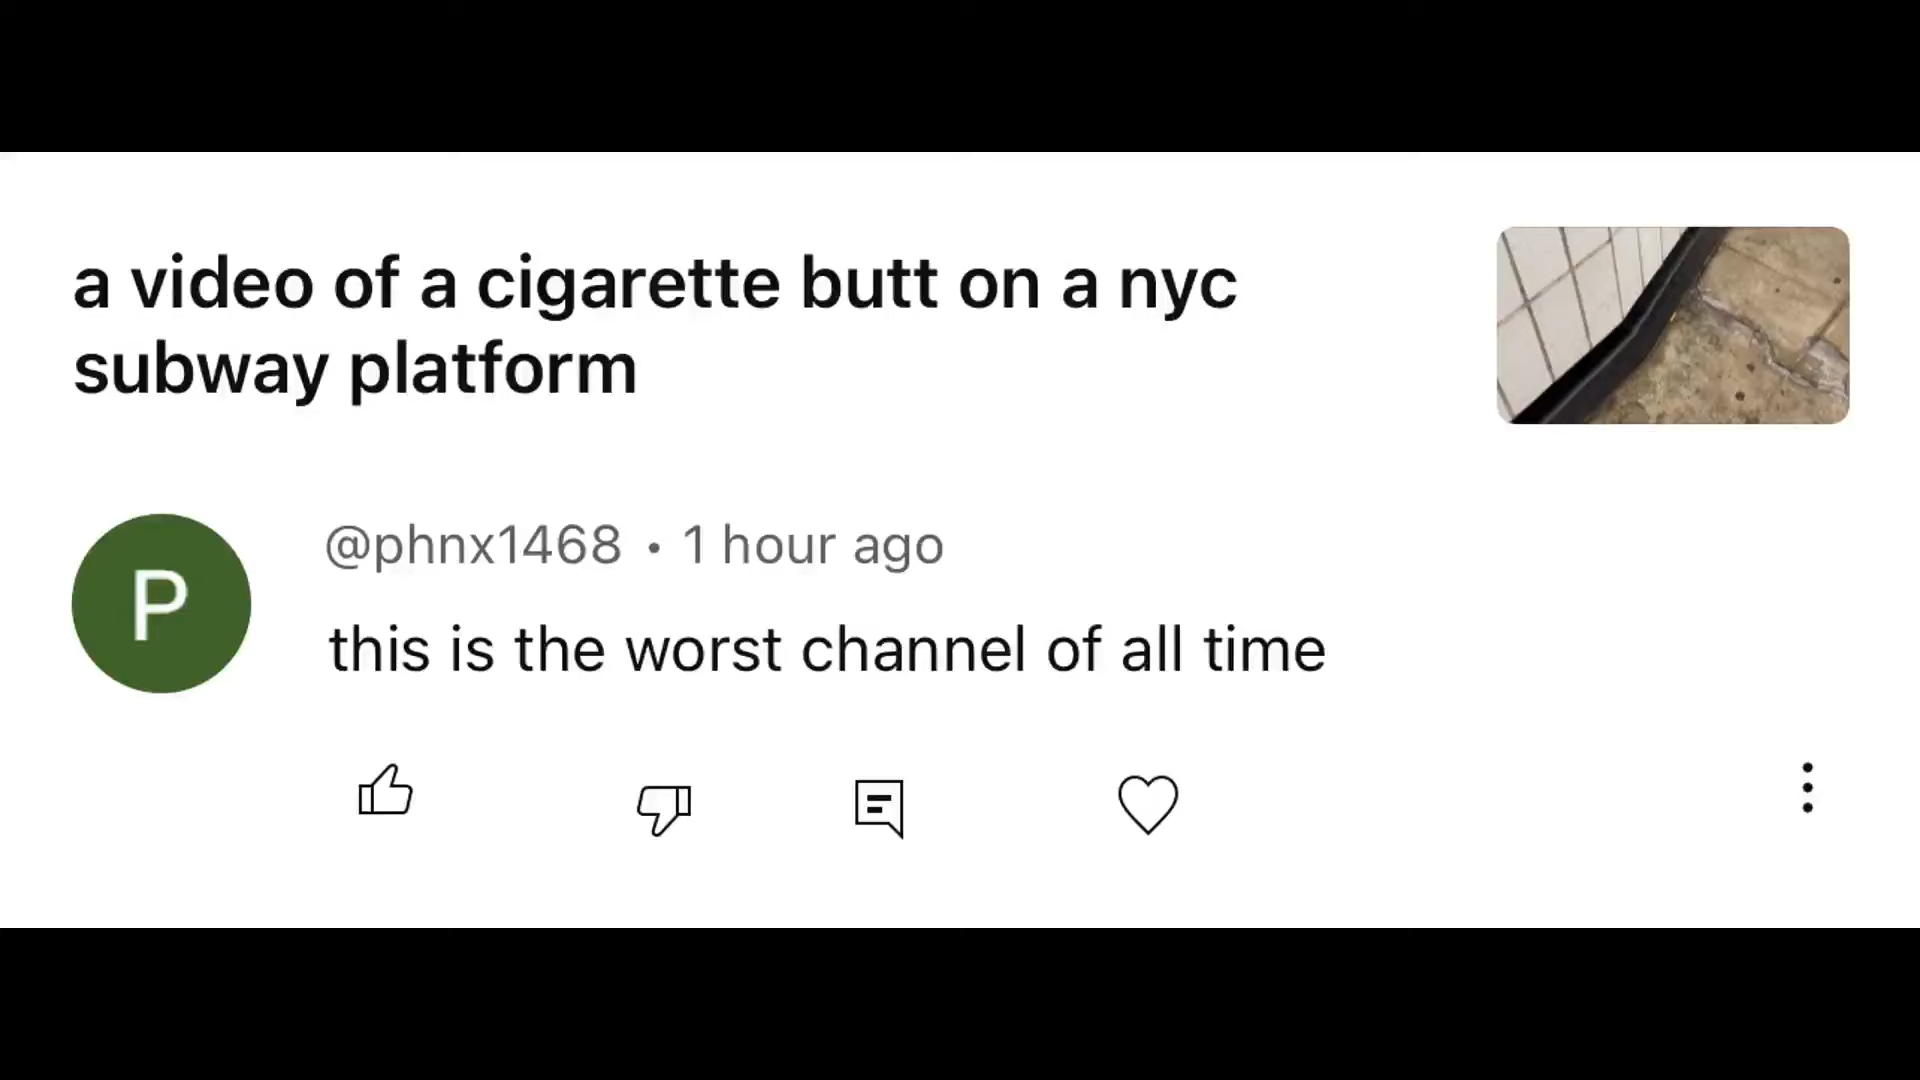 a video of a cigarette butt on a nyc
subway platform
@phnx1468 • 1 hour ago
P
this is the worst channel of all time